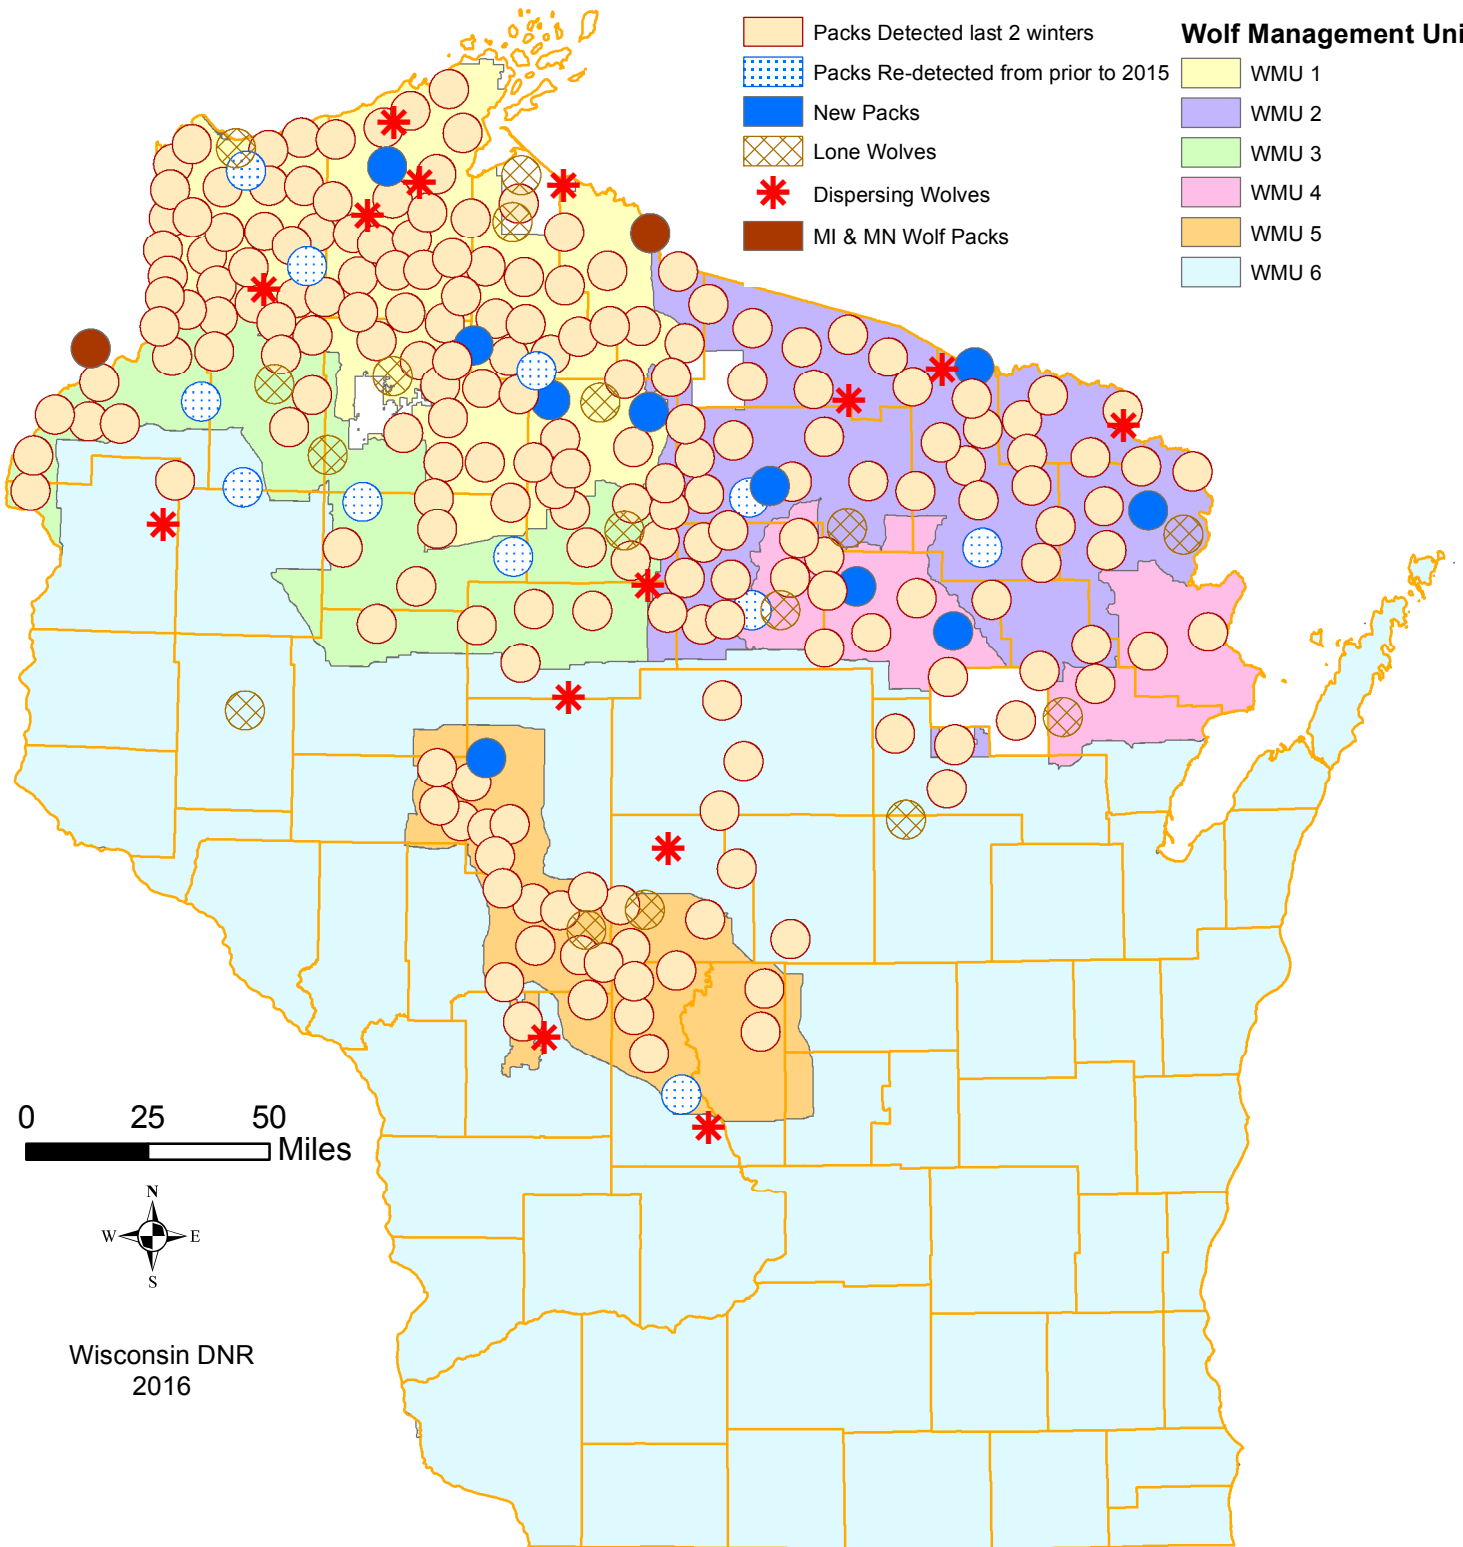 Packs Detected last 2 winters
Packs Re-detected from prior to 2015
New Packs
Lone Wolves
Dispersing Wolves
MI & MN Wolf Packs
Wolf Management Uni
WMU 1
WMU 2
WMU 3
WMU 4
WMU 5
WMU 6
0 25 50
Miles
N
W E
S
Wisconsin DNR
2016